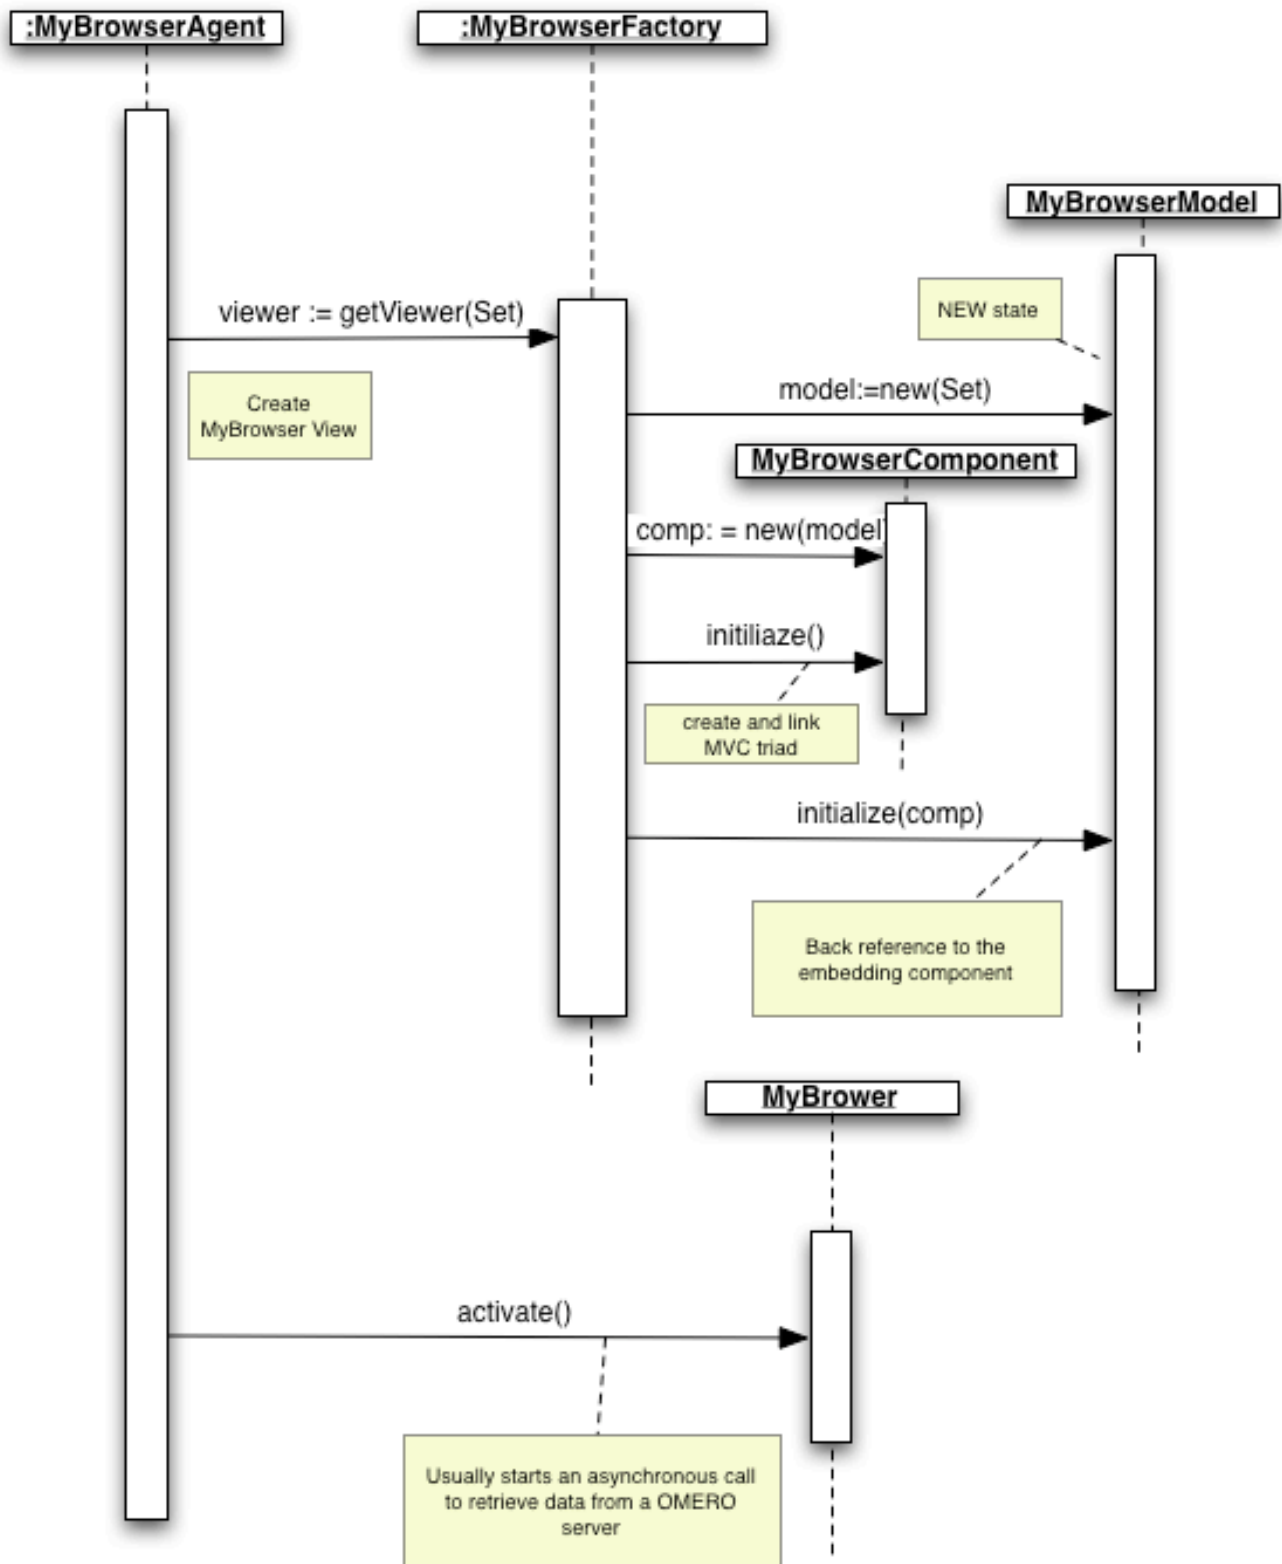 :MyBrowserAgent
:MyBrowserFactory
MyBrowserModel
NEW state
viewer := getViewer(Set)
Create
MyBrowser View
model:=new(Set)
MyBrowserComponent
comp: = new(model)
initiliaze()
create and link
MVC triad
initialize(comp)
Back reference to the
embedding component
MyBrower
activate()
Usually starts an asynchronous call
to retrieve data from a OMERO
server